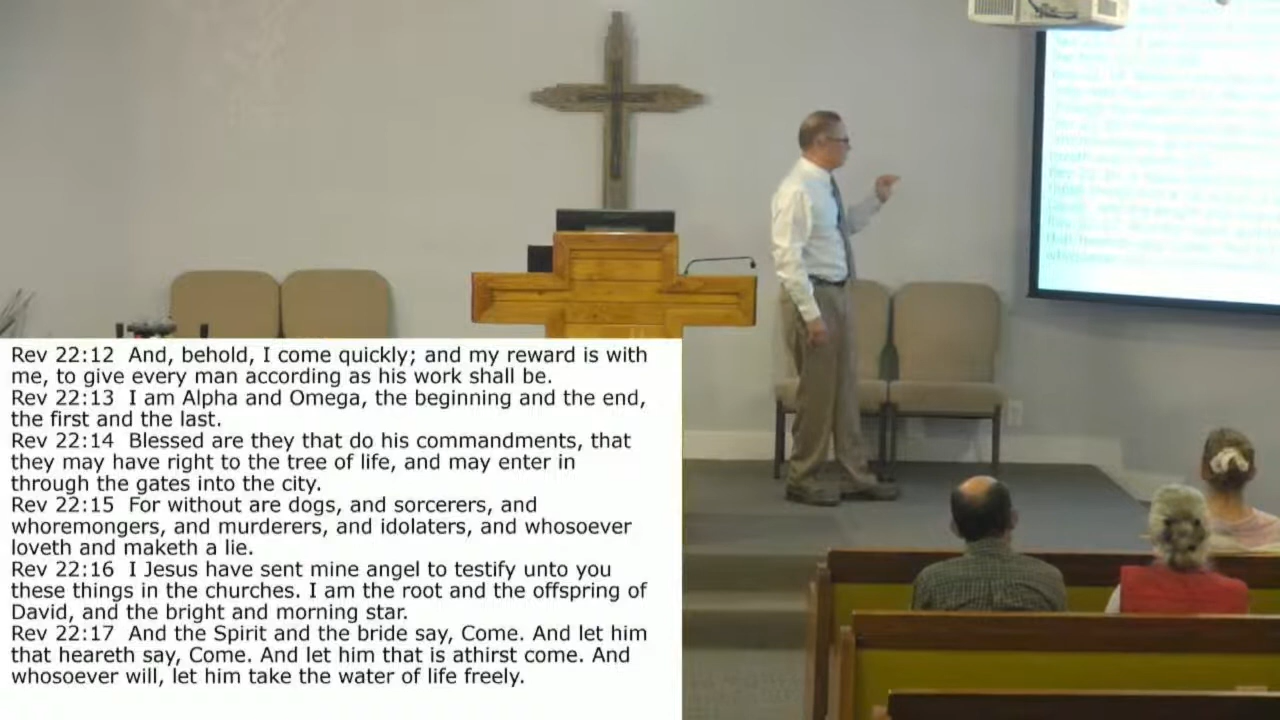 Rev 22:12 And, behold, I come quickly; and my reward is with
me, to give every man according as his work shall be.
Rev 22:13 I am Alpha and Omega, the beginning and the end,
the first and the last.
Rev 22:14 Blessed are they that do his commandments, that
they may have right to the tree of life, and may enter in
through the gates into the city.
Rev 22:15 For without are dogs, and sorcerers, and
whoremongers, and murderers, and idolaters, and whosoever
loveth and maketh a lie.
Rev 22:16 I Jesus have sent mine angel to testify unto you
these things in the churches. I am the root and the offspring of
David, and the bright and morning star.
Rev 22:17 And the Spirit and the bride say, Come. And let him
that heareth say, Come. And let him that is athirst come. And
whosoever will, let him take the water of life freely.